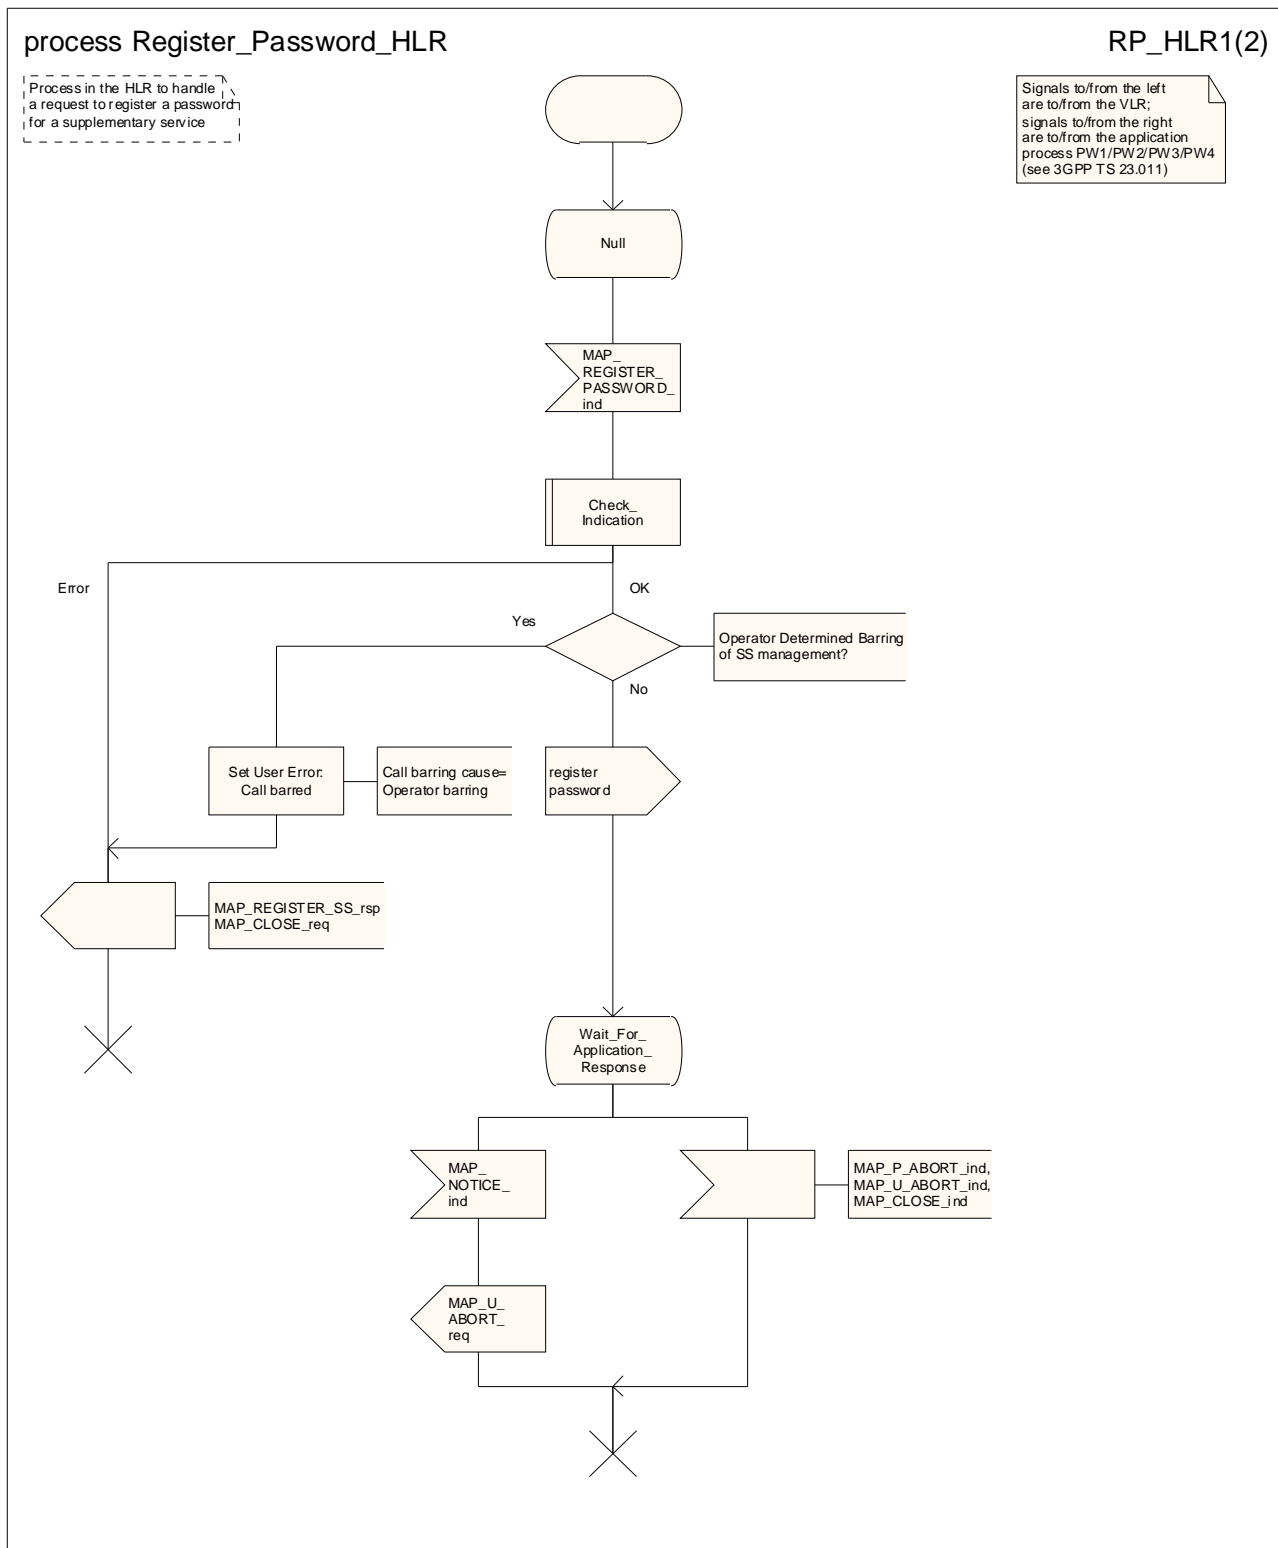 process Register_Password_HLR
RP_HLR1(2)
Process in the HLR to handle
a request to register a password
for a supplementary service
Signals to/from the left
are to/from the VLR;
signals to/from the right
are to/from the application
process PW1/PW2/PW3/PW4
(see 3GPP TS 23.011)
Null
MAP_
REGISTER_
PASSWORD_
ind
Check_
Indication
Error
OK
Yes
Operator Determined Barring
of SS management?
No
Set User Error:
Call barred
Call barring cause=
Operator barring
register
password
MAP_REGISTER_SS_rsp
MAP_CLOSE_req
Wait_For_
Application_
Response
MAP_
NOTICE_
ind
MAP_P_ABORT_ind,
MAP_U_ABORT_ind,
MAP_CLOSE_ind
MAP_U_
ABORT_
req